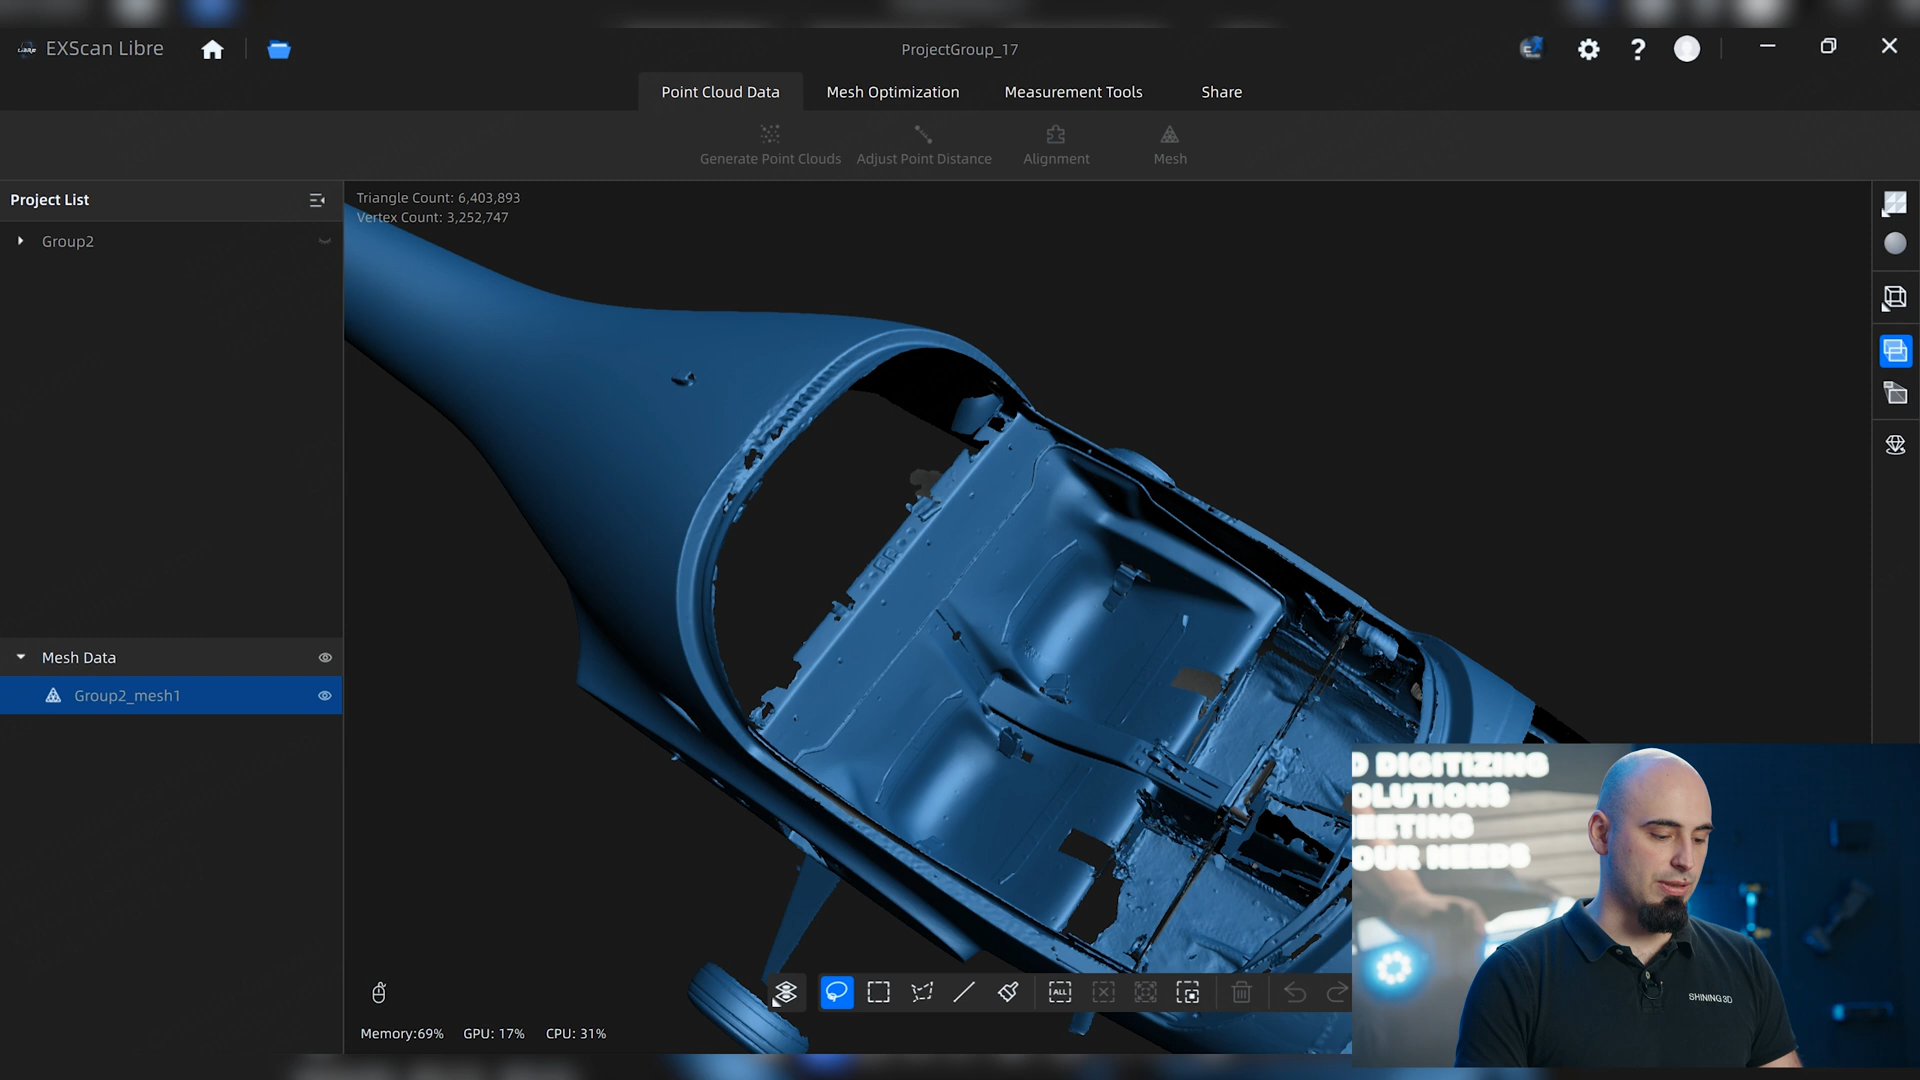 EXScan Libre
ProjectGroup_17
Point Cloud Data
Mesh Optimization
Measurement Tools
Share
Generate Point Clouds
Adjust Point Distance
Alignment
Mesh
Project List
Triangle Count: 6,403,893
Vertex Count: 3,252,747
Group2
Mesh Data
Group2_mesh1
ALL
Memory:69% GPU: 17% CPU: 31%
D DIGITIZING
OLUTIONS
EETING
OUR NEEDS
SHINING 3D